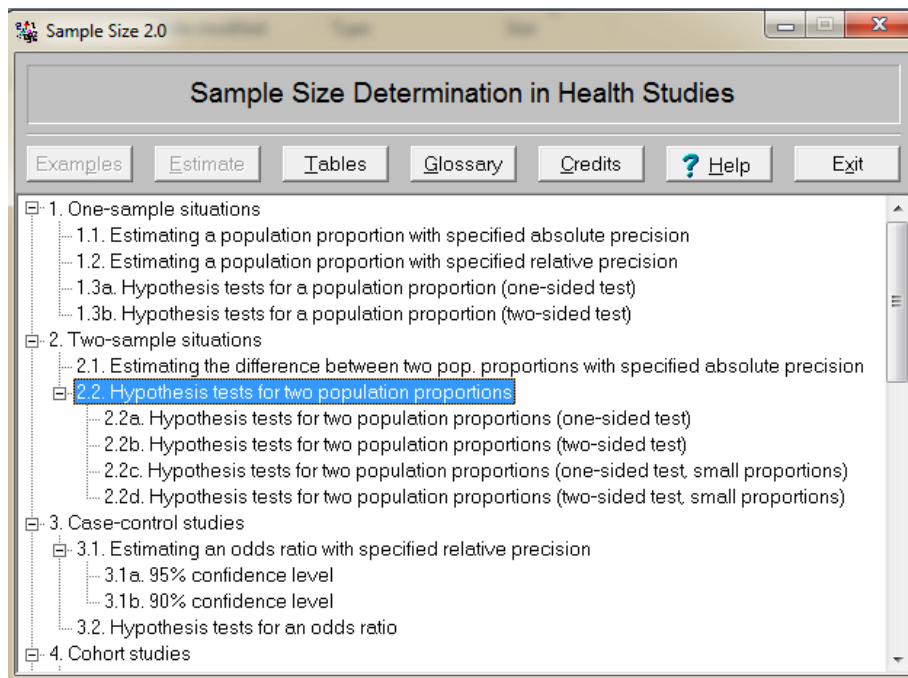 Sample Size 2.0
Sample Size Determination in Health Studies
Examples Estimate Tables Glossary Credits ? Help Exit
1. One-sample situations
1.1. Estimating a population proportion with specified absolute precision
1.2. Estimating a population proportion with specified relative precision
1.3a. Hypothesis tests for a population proportion (one-sided test)
1.3b. Hypothesis tests for a population proportion (two-sided test)
2. Two-sample situations
2.1. Estimating the difference between two pop. proportions with specified absolute precision
2.2. Hypothesis tests for two population proportions
2.2a. Hypothesis tests for two population proportions (one-sided test)
2.2b. Hypothesis tests for two population proportions (two-sided test)
2.2c. Hypothesis tests for two population proportions (one-sided test, small proportions)
2.2d. Hypothesis tests for two population proportions (two-sided test, small proportions)
3. Case-control studies
3.1. Estimating an odds ratio with specified relative precision
3.1a. 95% confidence level
3.1b. 90% confidence level
3.2. Hypothesis tests for an odds ratio
4. Cohort studies